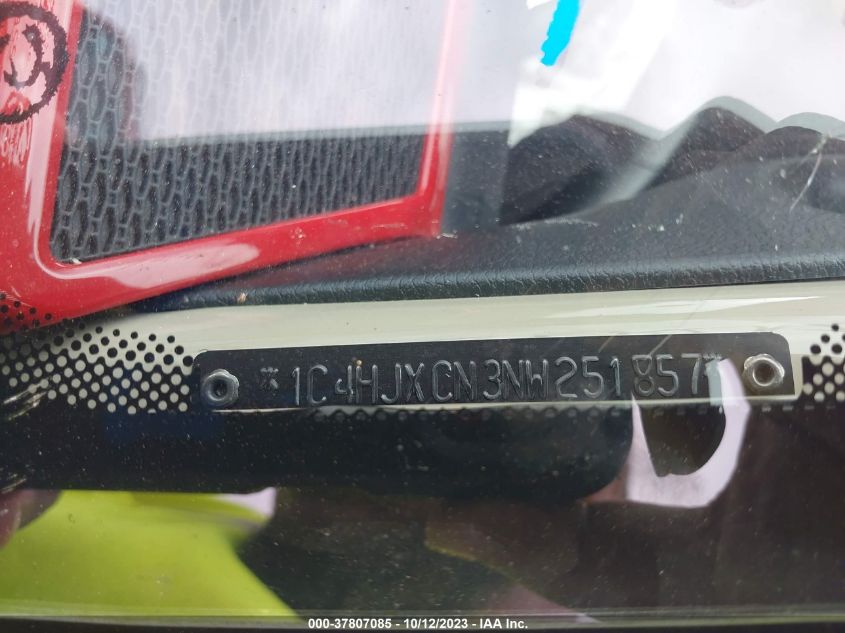 *1C4HJXCN3NW251857*
000-37807085 - 10/12/2023 - IAA Inc.